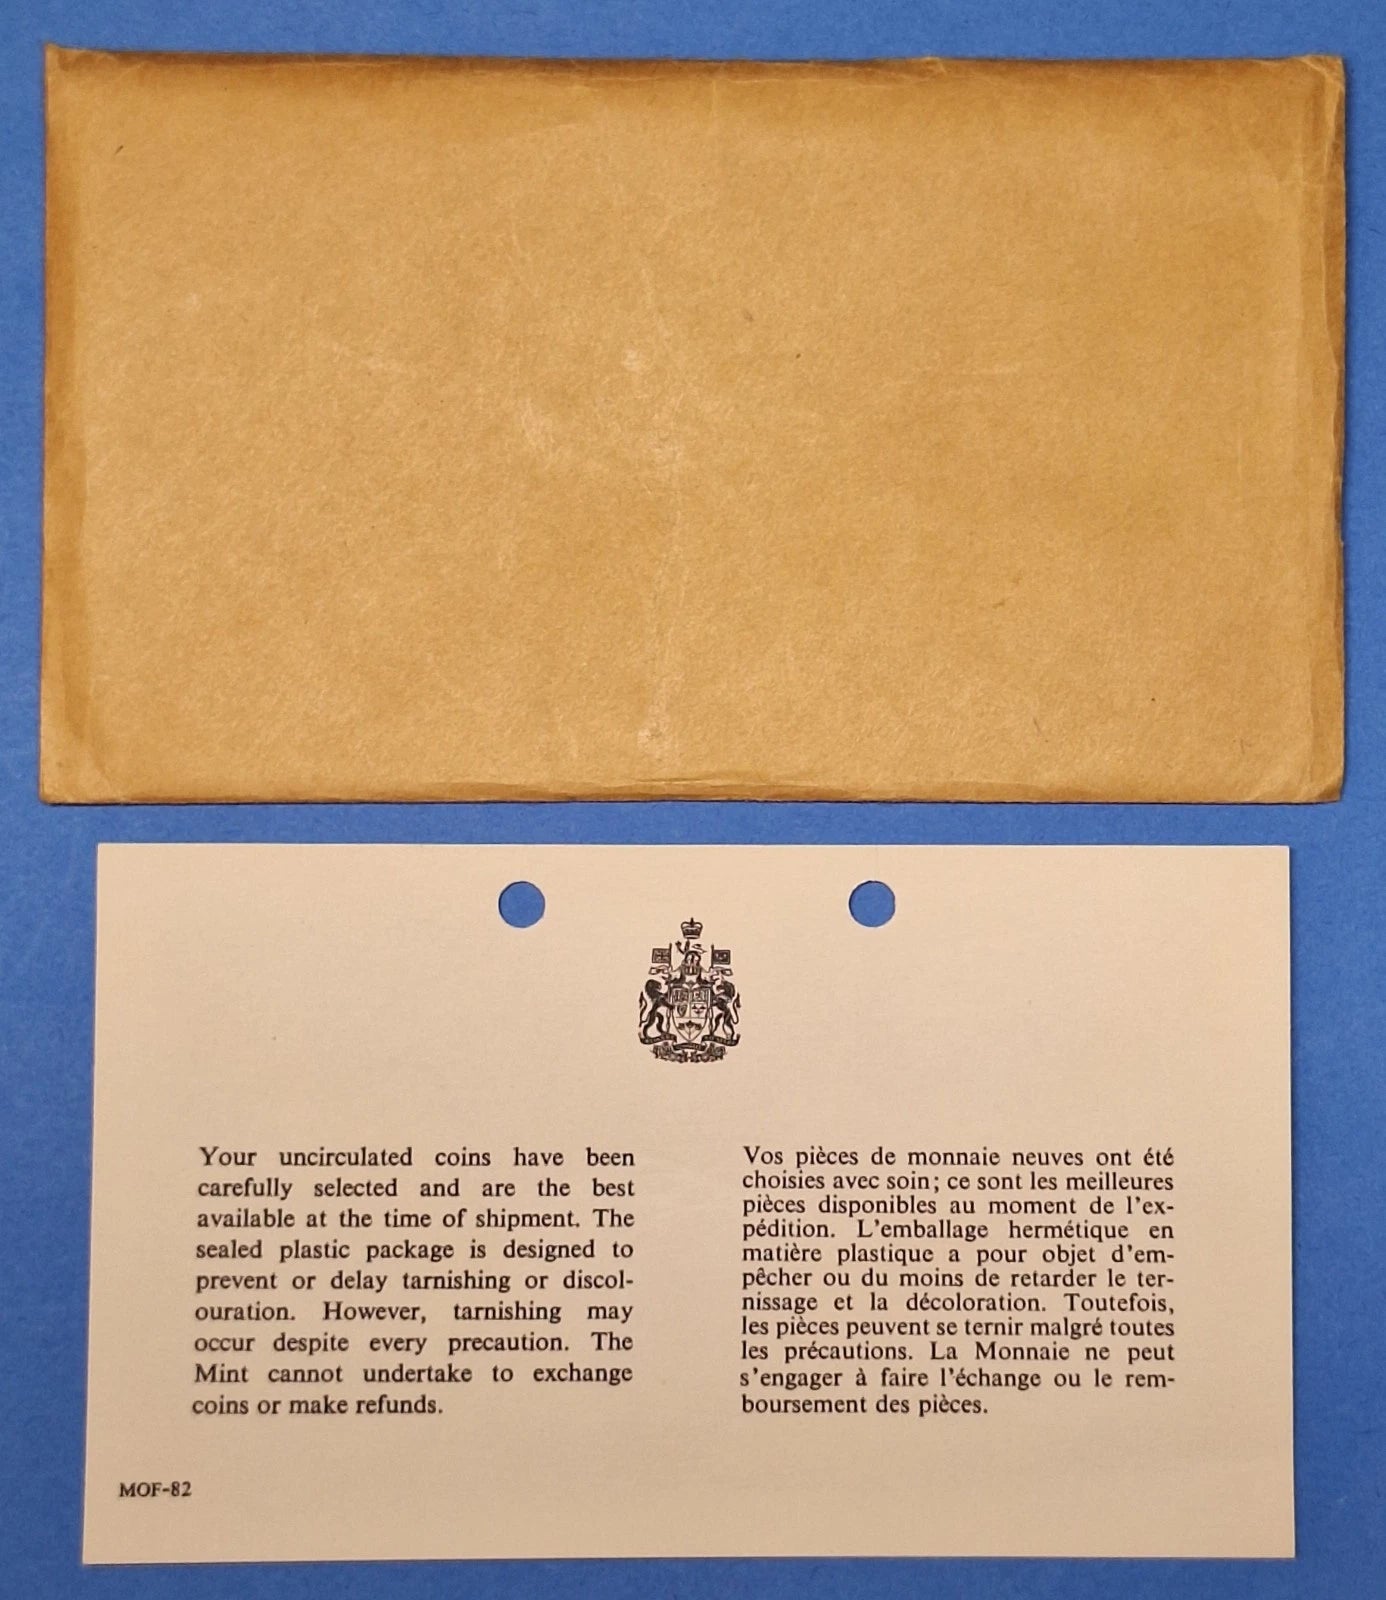 Your uncirculated coins have been
carefully selected and are the best
available at the time of shipment. The
sealed plastic package is designed to
prevent or delay tarnishing or discol-
ouration. However, tarnishing may
occur despite every precaution. The
Mint cannot undertake to exchange
coins or make refunds.
Vos pièces de monnaie neuves ont été
choisies avec soin; ce sont les meilleures
pièces disponibles au moment de l'ex-
pédition. L'emballage hermétique en
matière plastique a pour objet d'em-
pêcher ou du moins de retarder le ter-
nissage et la décoloration. Toutefois,
les pièces peuvent se ternir malgré toutes
les précautions. La Monnaie ne peut
s'engager à faire l'échange ou le rem-
boursement des pièces.
MOF-82